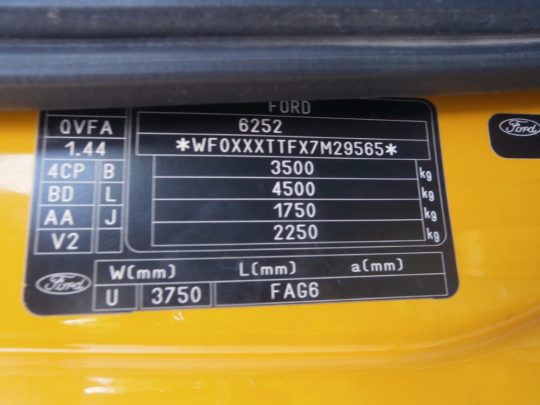 FORD
QVFA 6252
1.44 *WF0XXXTTFX7M29565*
4CP B 3500 kg
BD L 4500 kg
AA J 1750 kg
V2 2250 kg
Ford W(mm) L(mm) a(mm)
U 3750 FAG6
Ford